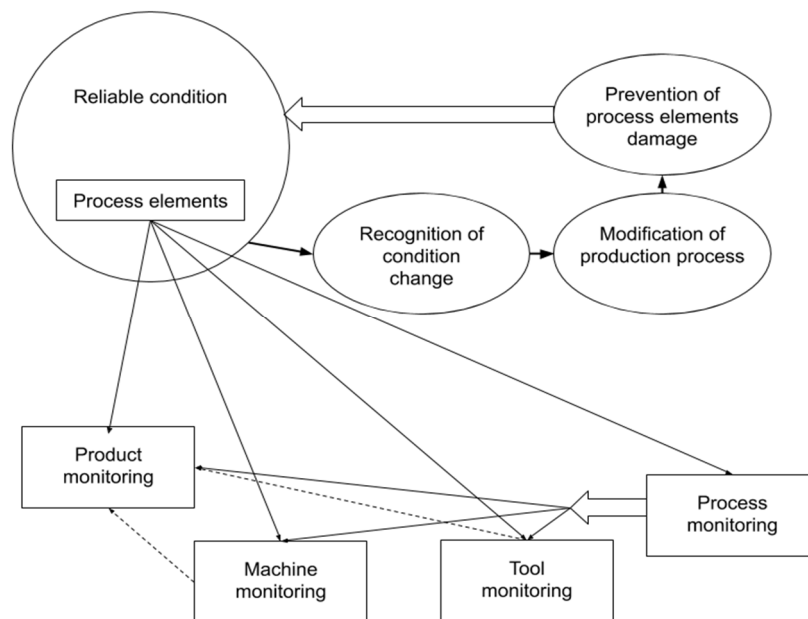 Reliable condition
Process elements
Prevention of
process elements
damage
Recognition of
condition
change
Modification of
production process
Product
monitoring
Process
monitoring
Machine
monitoring
Tool
monitoring